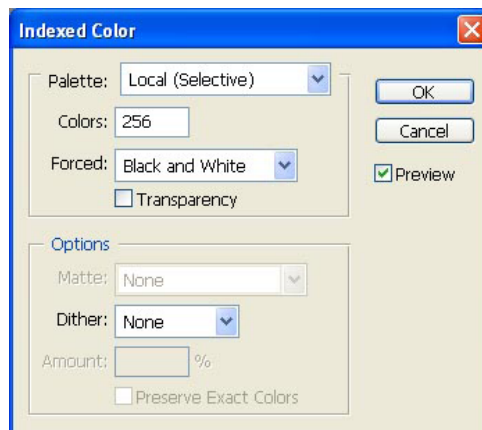 Indexed Color
Palette: Local (Selective)
OK
Colors: 256
Cancel
Forced: Black and White
Preview
Transparency
Options
Matte: None
Dither: None
Amount: %
Preserve Exact Colors